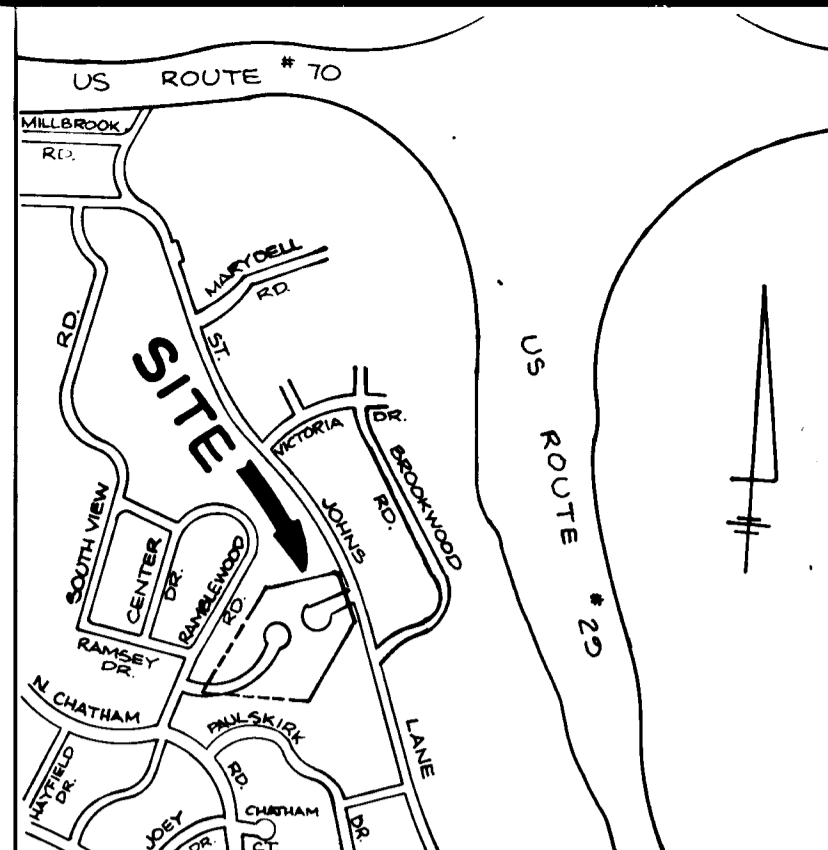 US ROUTE # 70
MILLBROOK
RD.
MARYDELL
RD.
RD.
ST.
SITE
US ROUTE # 29
VICTORIA
DR.
BROOKWOOD
RD.
JOHNS
SOUTH VIEW
CENTER
DR.
RAMBLEWOOD
RD.
RAMSEY
DR.
N. CHATHAM
PAULSKIRK
LANE
HAYFIELD
DR.
RD.
JOEY
DR.
CHATHAM
CT.
DR.